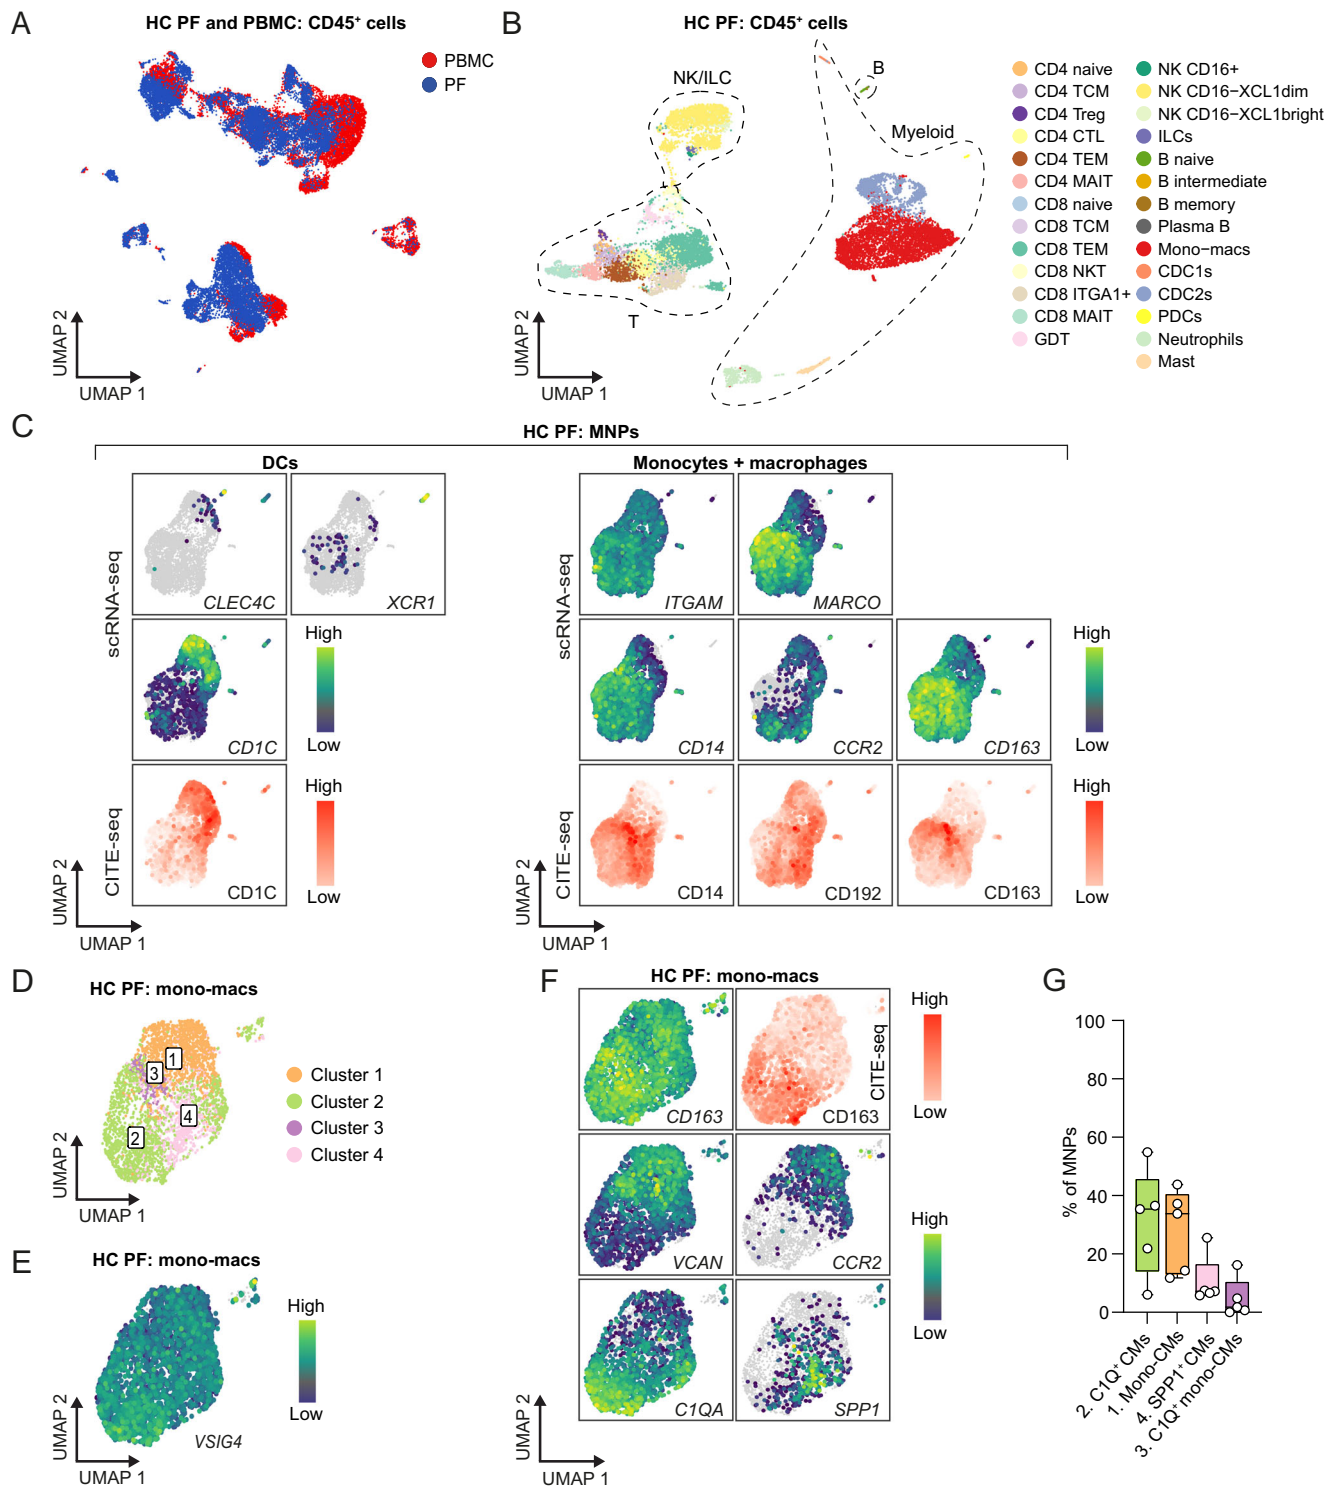 A
HC PF and PBMC: CD45⁺ cells
PBMC
PF
UMAP 2
UMAP 1
B
HC PF: CD45⁺ cells
NK/ILC
B
Myeloid
T
UMAP 2
UMAP 1
CD4 naive
CD4 TCM
CD4 Treg
CD4 CTL
CD4 TEM
CD4 MAIT
CD8 naive
CD8 TCM
CD8 TEM
CD8 NKT
CD8 ITGA1+
CD8 MAIT
GDT
NK CD16+
NK CD16−XCL1dim
NK CD16−XCL1bright
ILCs
B naive
B intermediate
B memory
Plasma B
Mono−macs
CDC1s
CDC2s
PDCs
Neutrophils
Mast
C
HC PF: MNPs
DCs
scRNA-seq
CLEC4C
XCR1
CD1C
High
Low
CITE-seq
CD1C
High
Low
UMAP 2
UMAP 1
Monocytes + macrophages
scRNA-seq
ITGAM
MARCO
CD14
CCR2
CD163
High
Low
CITE-seq
CD14
CD192
CD163
High
Low
UMAP 2
UMAP 1
D
HC PF: mono-macs
1
3
4
2
Cluster 1
Cluster 2
Cluster 3
Cluster 4
UMAP 2
UMAP 1
E
HC PF: mono-macs
VSIG4
High
Low
UMAP 2
UMAP 1
F
HC PF: mono-macs
CD163
CD163
CITE-seq
High
Low
VCAN
CCR2
C1QA
SPP1
High
Low
UMAP 2
UMAP 1
G
% of MNPs
100
80
60
40
20
0
2. C1Q⁺ CMs
1. Mono-CMs
4. SPP1⁺ CMs
3. C1Q⁺ mono-CMs